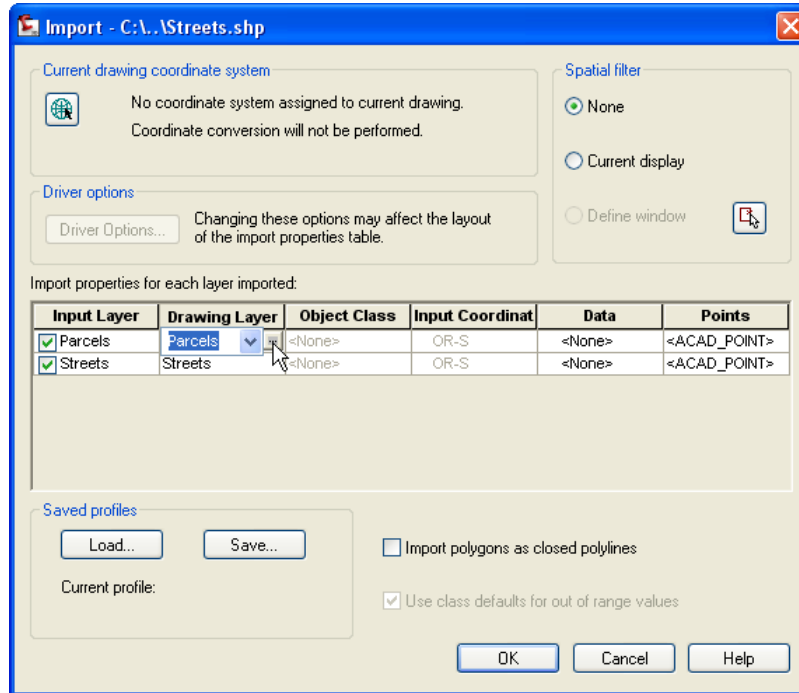 Import - C:\..\Streets.shp
Current drawing coordinate system
No coordinate system assigned to current drawing.
Coordinate conversion will not be performed.
Spatial filter
None
Current display
Define window
Driver options
Driver Options...
Changing these options may affect the layout
of the import properties table.
Import properties for each layer imported:
Input Layer Drawing Layer Object Class Input Coordinat Data Points
Parcels Parcels <None> OR-S <None> <ACAD_POINT>
Streets Streets <None> OR-S <None> <ACAD_POINT>
Saved profiles
Load... Save...
Current profile:
Import polygons as closed polylines
Use class defaults for out of range values
OK Cancel Help